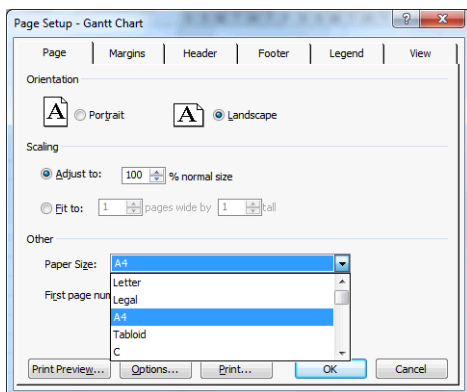 Page Setup - Gantt Chart
Page Margins Header Footer Legend View
Orientation
A Portrait A Landscape
Scaling
Adjust to: 100 % normal size
Fit to: 1 pages wide by 1 tall
Other
Paper Size: A4
Letter
First page num Legal
A4
Tabloid
C
Print Preview... Options... Print... OK Cancel